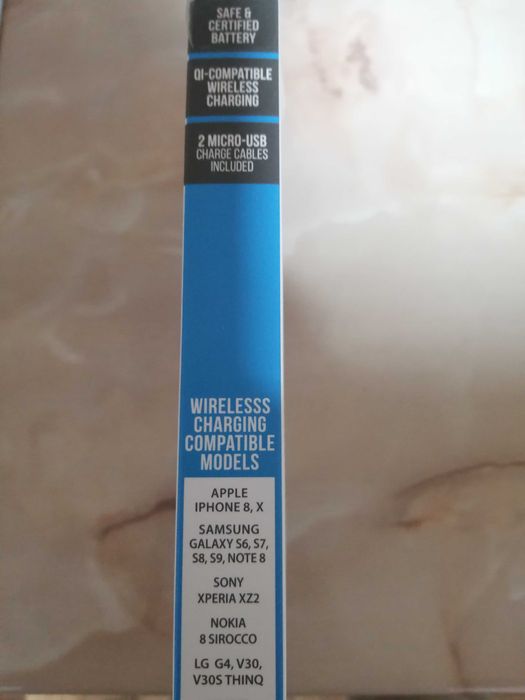 SAFE &
CERTIFIED
BATTERY
QI-COMPATIBLE
WIRELESS
CHARGING
2 MICRO-USB
CHARGE CABLES
INCLUDED
WIRELESSS
CHARGING
COMPATIBLE
MODELS
APPLE
IPHONE 8, X
SAMSUNG
GALAXY S6, S7,
S8, S9, NOTE 8
SONY
XPERIA XZ2
NOKIA
8 SIROCCO
LG G4, V30,
V30S THINQ